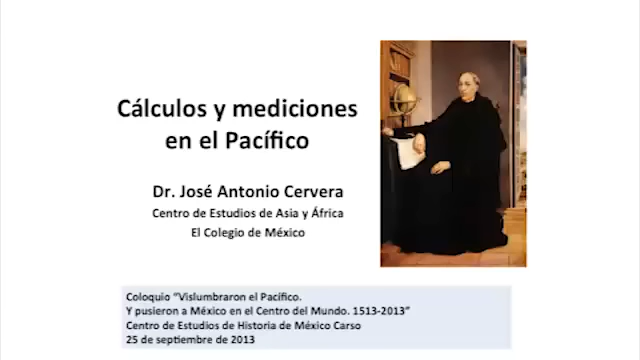 Cálculos y mediciones
en el Pacífico
Dr. José Antonio Cervera
Centro de Estudios de Asia y África
El Colegio de México
Coloquio “Vislumbraron el Pacífico.
Y pusieron a México en el Centro del Mundo. 1513-2013”
Centro de Estudios de Historia de México Carso
25 de septiembre de 2013